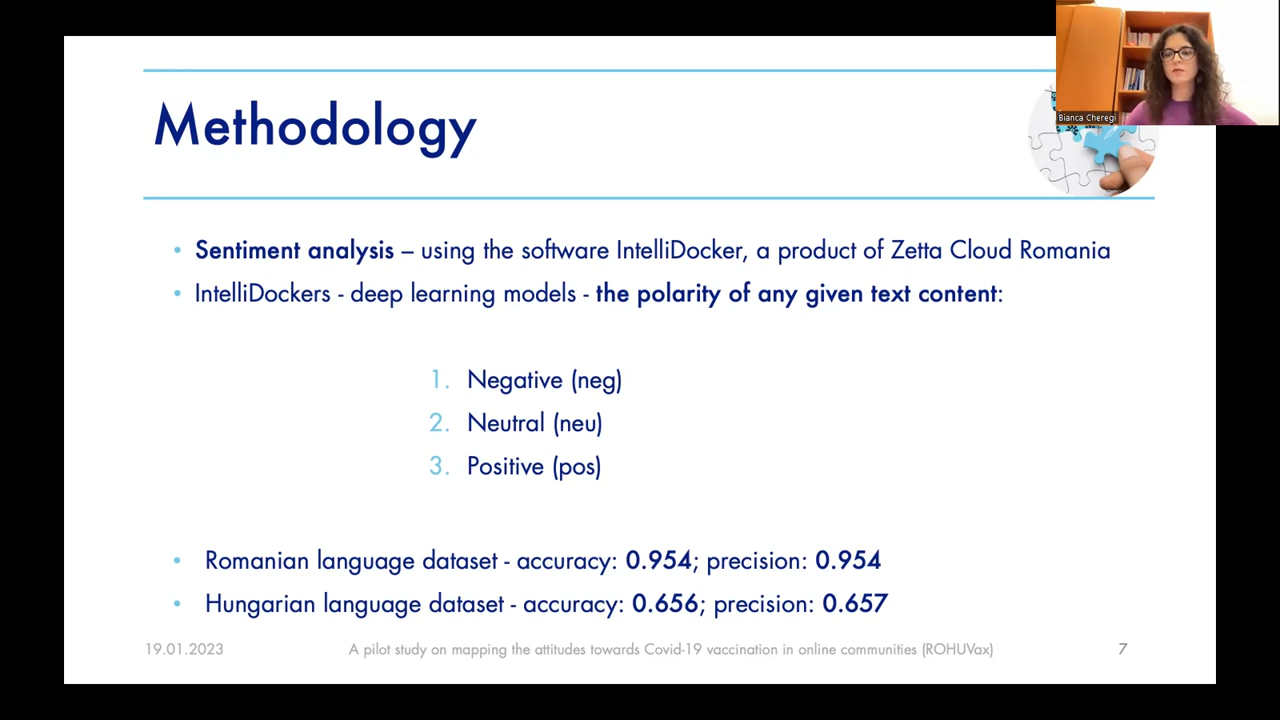 Bianca Cheregi
Methodology
• Sentiment analysis – using the software IntelliDocker, a product of Zetta Cloud Romania
• IntelliDockers - deep learning models - the polarity of any given text content:
1. Negative (neg)
2. Neutral (neu)
3. Positive (pos)
• Romanian language dataset - accuracy: 0.954; precision: 0.954
• Hungarian language dataset - accuracy: 0.656; precision: 0.657
19.01.2023 A pilot study on mapping the attitudes towards Covid-19 vaccination in online communities (ROHUVax) 7